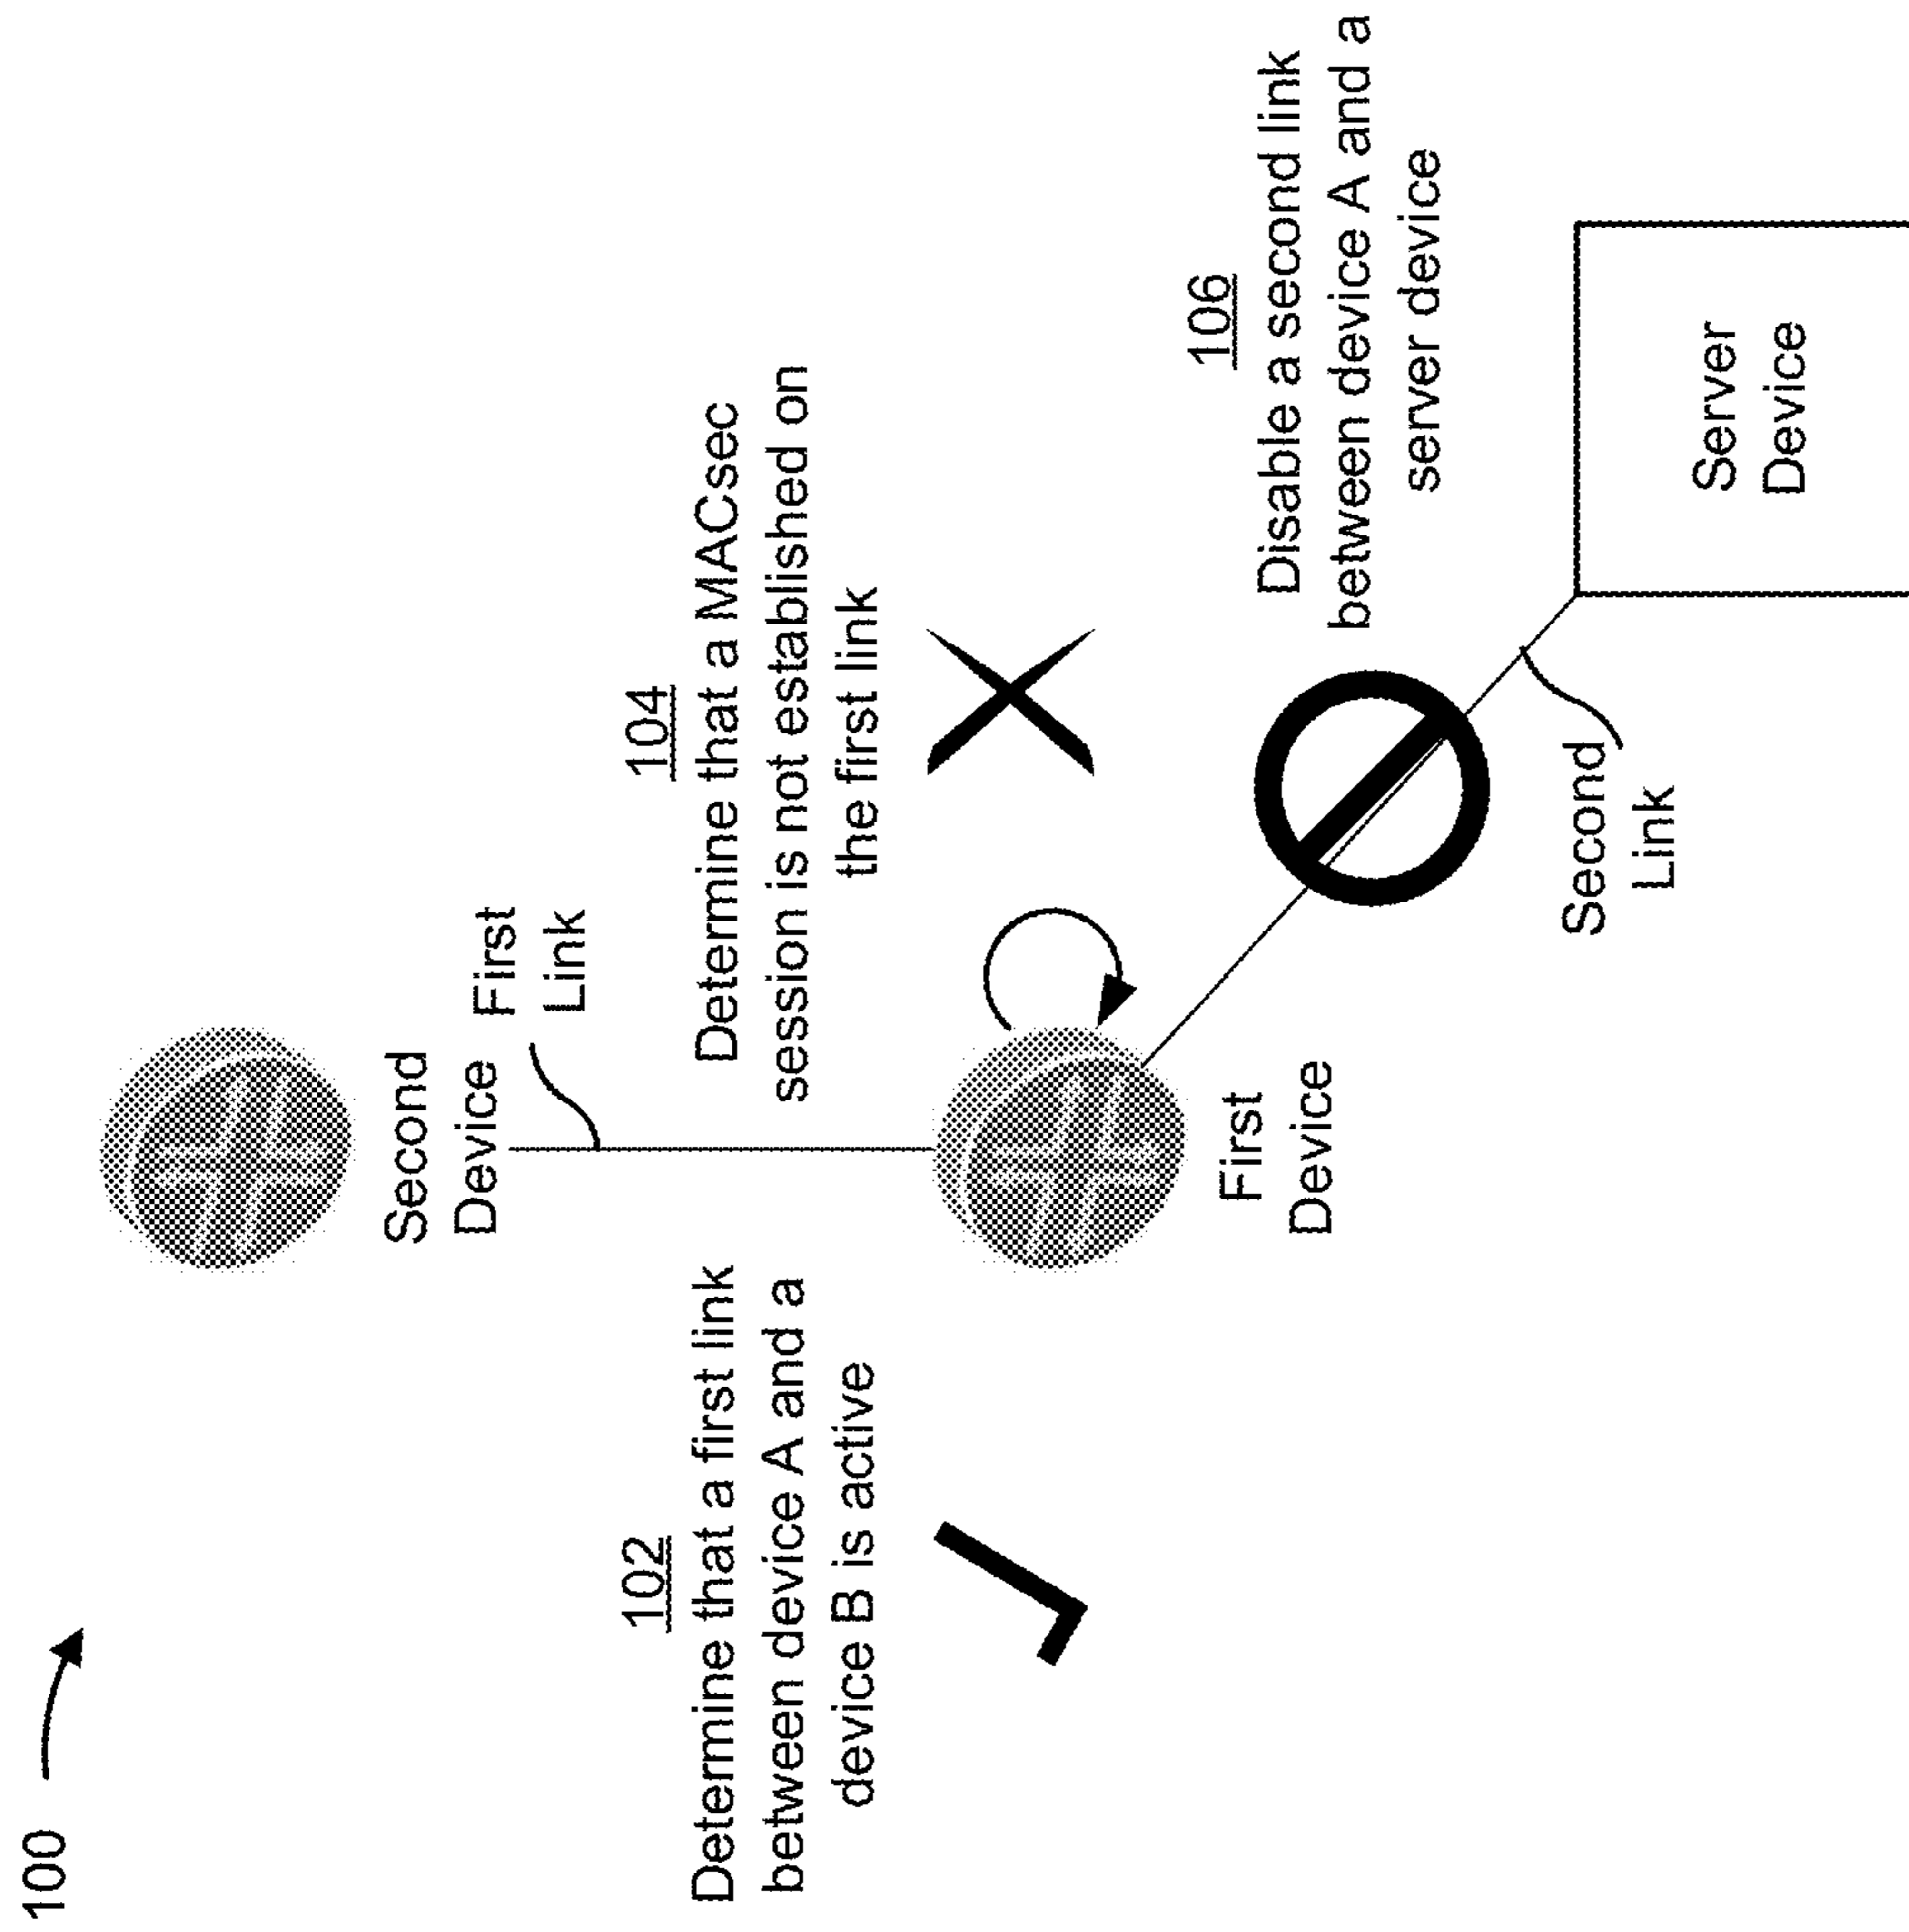 100
Second
Device
First
Link
102
Determine that a first link
between device A and a
device B is active
104
Determine that a MACsec
session is not established on
the first link
First
Device
106
Disable a second link
between device A and a
server device
Second
Link
Server
Device